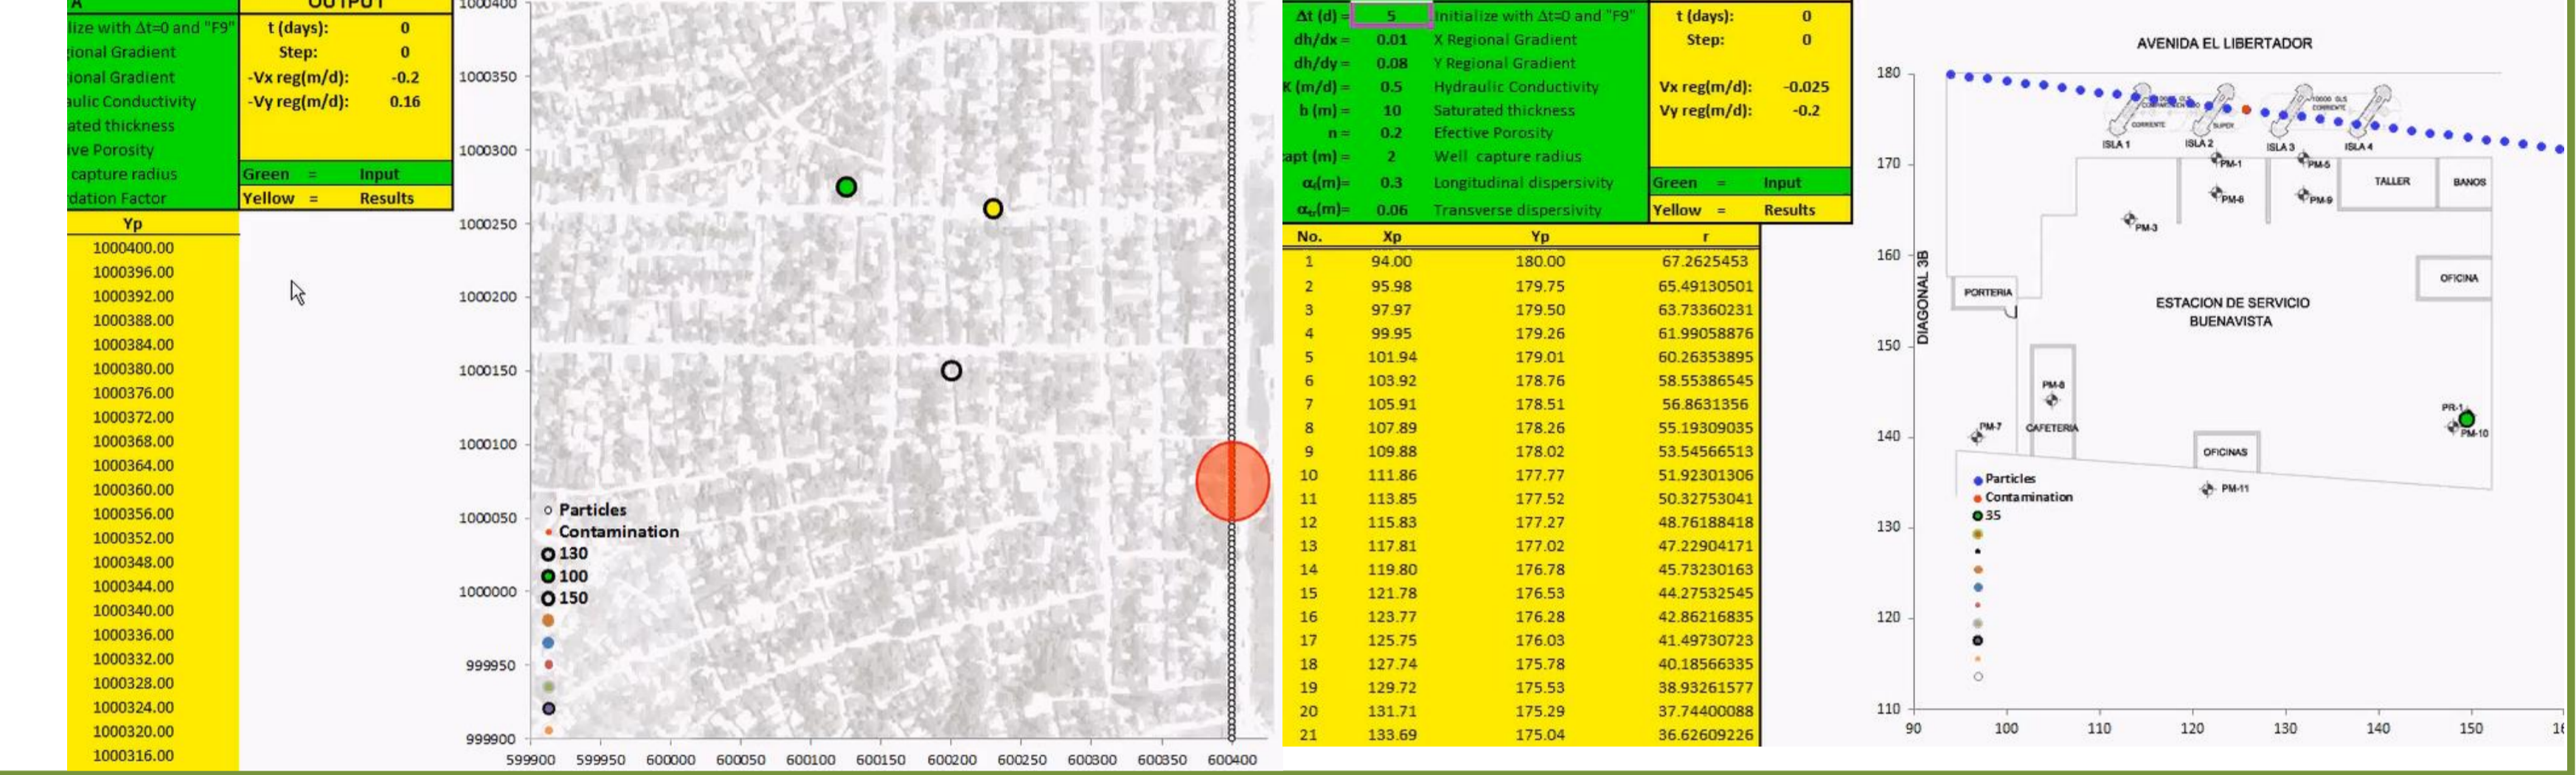 A
OUTPUT
lize with Δt=0 and "F9"
t (days): 0
ional Gradient
Step: 0
ional Gradient
-Vx reg(m/d): -0.2
aulic Conductivity
-Vy reg(m/d): 0.16
ated thickness
ive Porosity
capture radius
Green = Input
dation Factor
Yellow = Results
Yp
1000400.00
1000396.00
1000392.00
1000388.00
1000384.00
1000380.00
1000376.00
1000372.00
1000368.00
1000364.00
1000360.00
1000356.00
1000352.00
1000348.00
1000344.00
1000340.00
1000336.00
1000332.00
1000328.00
1000324.00
1000320.00
1000316.00
1000400
1000350
1000300
1000250
1000200
1000150
1000100
1000050
1000000
999950
999900
Particles
Contamination
130
100
150
599900 599950 600000 600050 600100 600150 600200 600250 600300 600350 600400
Δt (d) = 5 Initialize with Δt=0 and "F9"
t (days): 0
dh/dx = 0.01 X Regional Gradient
Step: 0
dh/dy = 0.08 Y Regional Gradient
K (m/d) = 0.5 Hydraulic Conductivity
Vx reg(m/d): -0.025
b (m) = 10 Saturated thickness
Vy reg(m/d): -0.2
n = 0.2 Efective Porosity
capt (m) = 2 Well capture radius
αl(m)= 0.3 Longitudinal dispersivity
Green = Input
αtr(m)= 0.06 Transverse dispersivity
Yellow = Results
No. Xp Yp r
1 94.00 180.00 67.2625453
2 95.98 179.75 65.49130501
3 97.97 179.50 63.73360231
4 99.95 179.26 61.99058876
5 101.94 179.01 60.26353895
6 103.92 178.76 58.55386545
7 105.91 178.51 56.8631356
8 107.89 178.26 55.19309035
9 109.88 178.02 53.54566513
10 111.86 177.77 51.92301306
11 113.85 177.52 50.32753041
12 115.83 177.27 48.76188418
13 117.81 177.02 47.22904171
14 119.80 176.78 45.73230163
15 121.78 176.53 44.27532545
16 123.77 176.28 42.86216835
17 125.75 176.03 41.49730723
18 127.74 175.78 40.18566335
19 129.72 175.53 38.93261577
20 131.71 175.29 37.74400088
21 133.69 175.04 36.62609226
AVENIDA EL LIBERTADOR
180
170
160
150
140
130
120
110
10000 GLS
CORRIENTE
CORRIENTE
SUPER
ISLA 1
ISLA 2
ISLA 3
ISLA 4
PM-1
PM-5
PM-6
PM-9
PM-3
TALLER
BANOS
OFICINA
DIAGONAL 3B
PORTERIA
ESTACION DE SERVICIO
BUENAVISTA
PM-8
CAFETERIA
PM-7
PR-1
PM-10
OFICINAS
PM-11
Particles
Contamination
35
90 100 110 120 130 140 150